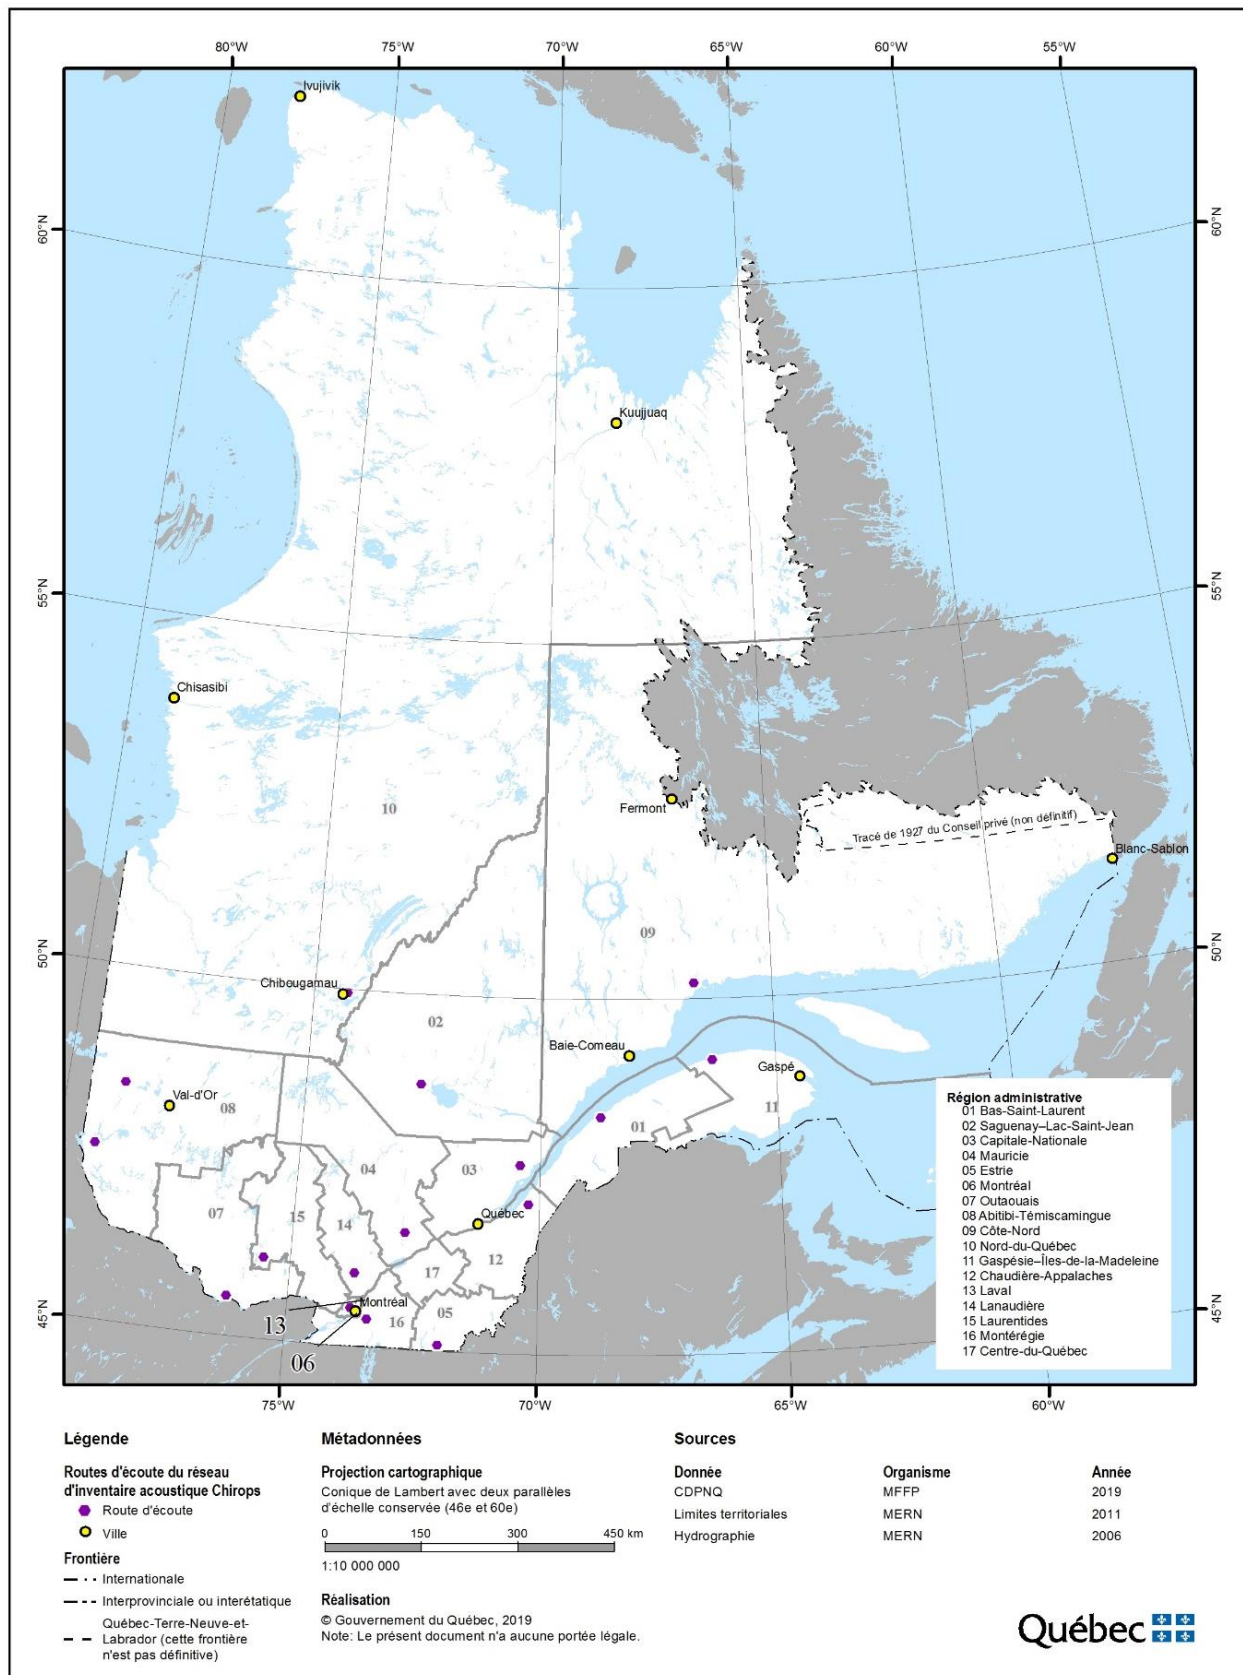 80°W
75°W
70°W
65°W
60°W
55°W
Ivujivik
60°N
60°N
Kuujjuaq
55°N
55°N
Chisasibi
10
Fermont
Tracé de 1927 du Conseil privé (non définitif)
Blanc-Sablon
09
50°N
50°N
Chibougamau
02
Baie-Comeau
Gaspé
Val-d'Or
08
11
01
04
03
07
15
14
Québec
12
17
Montréal
05
16
13
06
45°N
45°N
Région administrative
01 Bas-Saint-Laurent
02 Saguenay–Lac-Saint-Jean
03 Capitale-Nationale
04 Mauricie
05 Estrie
06 Montréal
07 Outaouais
08 Abitibi-Témiscamingue
09 Côte-Nord
10 Nord-du-Québec
11 Gaspésie–Îles-de-la-Madeleine
12 Chaudière-Appalaches
13 Laval
14 Lanaudière
15 Laurentides
16 Montérégie
17 Centre-du-Québec
75°W
70°W
65°W
60°W
Légende
Routes d'écoute du réseau
d'inventaire acoustique Chirops
Route d'écoute
Ville
Frontière
Internationale
Interprovinciale ou interétatique
Québec-Terre-Neuve-et-
Labrador (cette frontière
n'est pas définitive)
Métadonnées
Projection cartographique
Conique de Lambert avec deux parallèles
d'échelle conservée (46e et 60e)
0 150 300 450 km
1:10 000 000
Réalisation
© Gouvernement du Québec, 2019
Note: Le présent document n'a aucune portée légale.
Sources
Donnée Organisme Année
CDPNQ MFFP 2019
Limites territoriales MERN 2011
Hydrographie MERN 2006
Québec